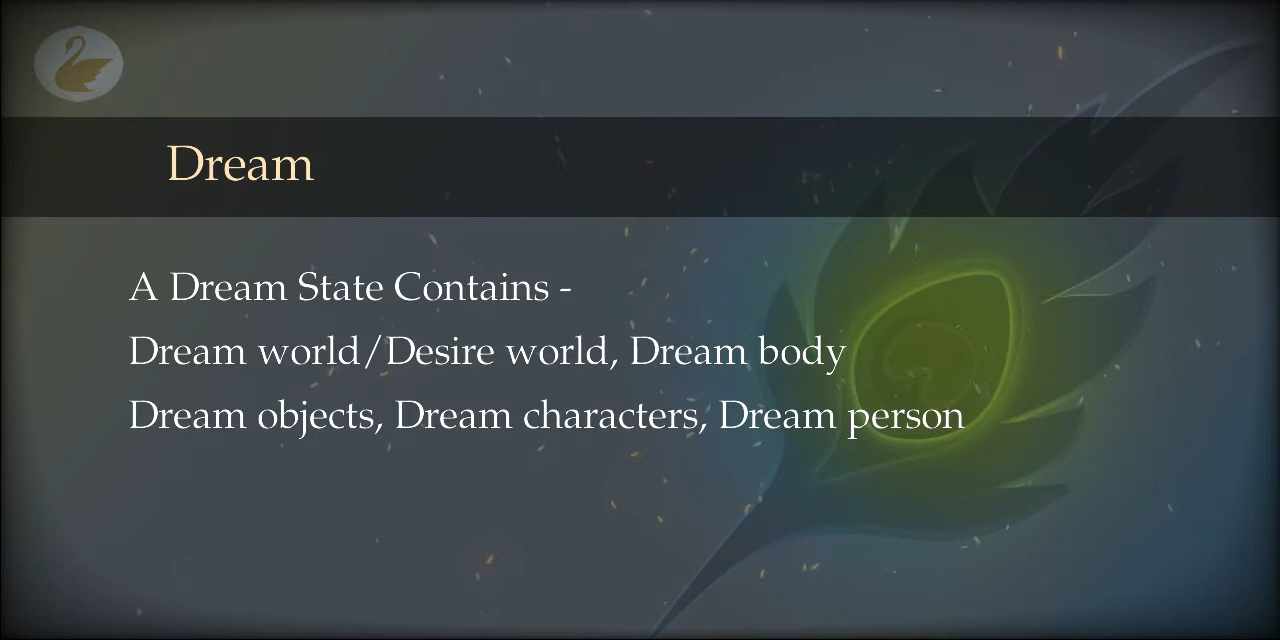 Dream
A Dream State Contains -
Dream world/Desire world, Dream body
Dream objects, Dream characters, Dream person